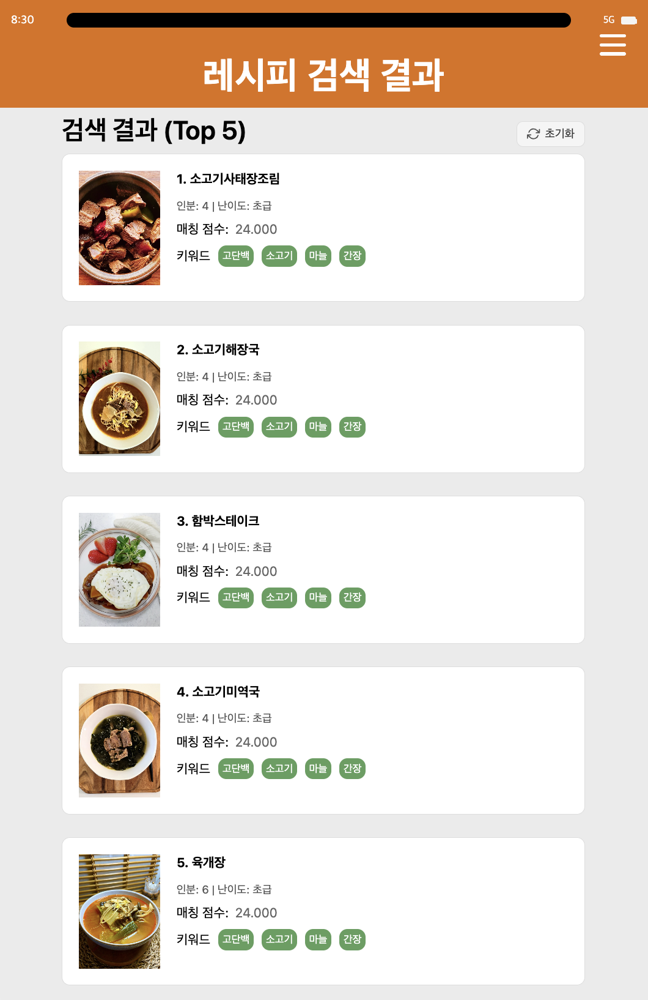 8:30
5G
레시피 검색 결과
검색 결과 (Top 5)
초기화
1. 소고기사태장조림
인분: 4 | 난이도: 초급
매칭 점수: 24.000
키워드 고단백 소고기 마늘 간장
2. 소고기해장국
인분: 4 | 난이도: 초급
매칭 점수: 24.000
키워드 고단백 소고기 마늘 간장
3. 함박스테이크
인분: 4 | 난이도: 초급
매칭 점수: 24.000
키워드 고단백 소고기 마늘 간장
4. 소고기미역국
인분: 4 | 난이도: 초급
매칭 점수: 24.000
키워드 고단백 소고기 마늘 간장
5. 육개장
인분: 6 | 난이도: 초급
매칭 점수: 24.000
키워드 고단백 소고기 마늘 간장